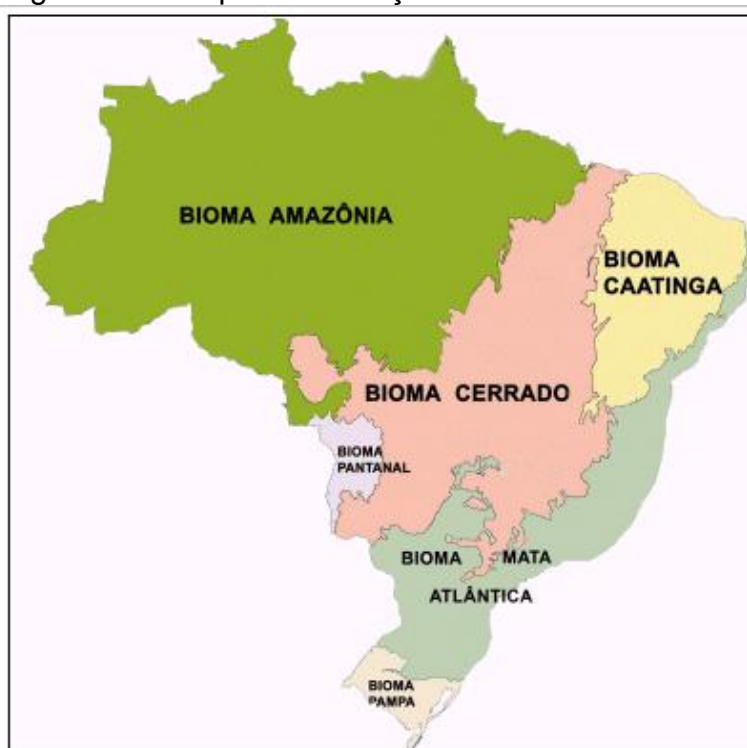 BIOMA AMAZÔNIA
BIOMA
CAATINGA
BIOMA CERRADO
BIOMA
PANTANAL
BIOMA MATA
ATLÂNTICA
BIOMA
PAMPA